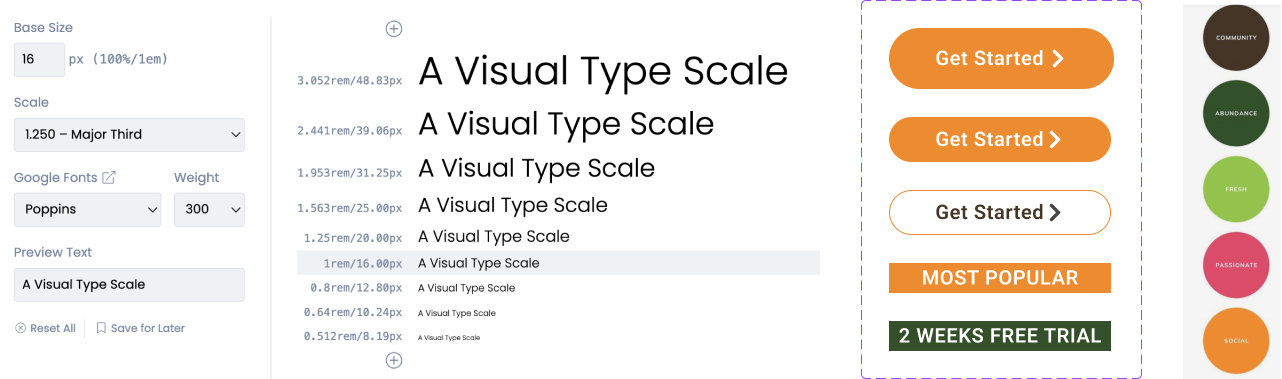 Base Size
16
px (100%/1em)
Scale
1.250 – Major Third
Google Fonts
Weight
Poppins
300
Preview Text
A Visual Type Scale
Reset All
Save for Later
3.052rem/48.83px A Visual Type Scale
2.441rem/39.06px A Visual Type Scale
1.953rem/31.25px A Visual Type Scale
1.563rem/25.00px A Visual Type Scale
1.25rem/20.00px A Visual Type Scale
1rem/16.00px A Visual Type Scale
0.8rem/12.80px A Visual Type Scale
0.64rem/10.24px A Visual Type Scale
0.512rem/8.19px A Visual Type Scale
Get Started
Get Started
Get Started
MOST POPULAR
2 WEEKS FREE TRIAL
COMMUNITY
ABUNDANCE
FRESH
PASSIONATE
SOCIAL